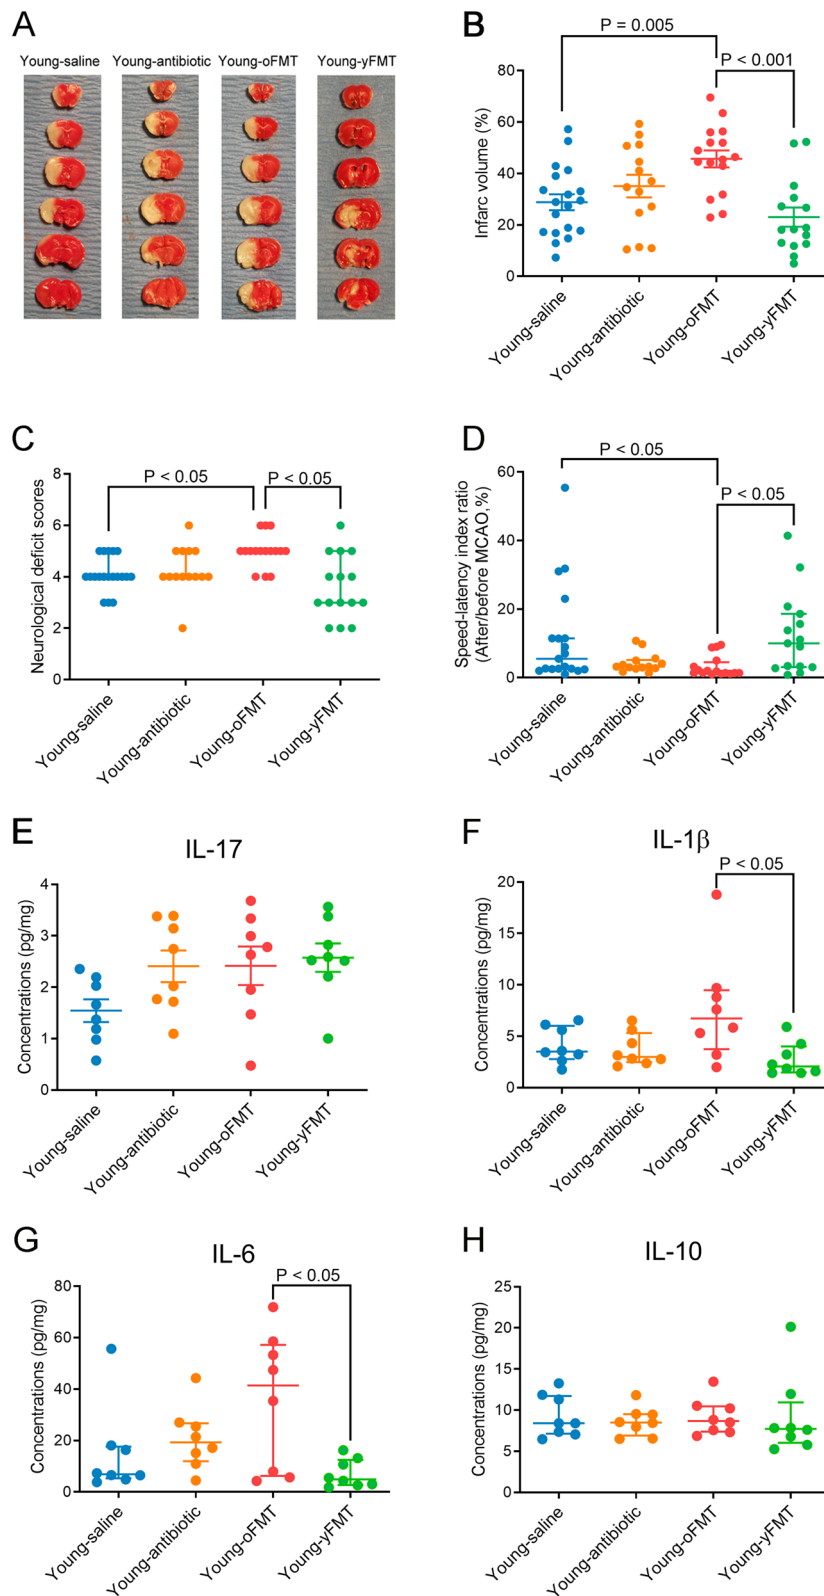 A
Young-saline Young-antibiotic Young-oFMT Young-yFMT
B
P = 0.005
P < 0.001
Infarc volume (%)
80
60
40
20
0
Young-saline
Young-antibiotic
Young-oFMT
Young-yFMT
C
P < 0.05
P < 0.05
Neurological deficit scores
8
6
4
2
0
Young-saline
Young-antibiotic
Young-oFMT
Young-yFMT
D
P < 0.05
P < 0.05
Speed-latency index ratio
(After/before MCAO,%)
60
40
20
0
Young-saline
Young-antibiotic
Young-oFMT
Young-yFMT
E
IL-17
Concentrations (pg/mg)
4
3
2
1
0
Young-saline
Young-antibiotic
Young-oFMT
Young-yFMT
F
IL-1β
P < 0.05
Concentrations (pg/mg)
20
15
10
5
0
Young-saline
Young-antibiotic
Young-oFMT
Young-yFMT
G
IL-6
P < 0.05
Concentrations (pg/mg)
80
60
40
20
0
Young-saline
Young-antibiotic
Young-oFMT
Young-yFMT
H
IL-10
Concentrations (pg/mg)
25
20
15
10
5
0
Young-saline
Young-antibiotic
Young-oFMT
Young-yFMT